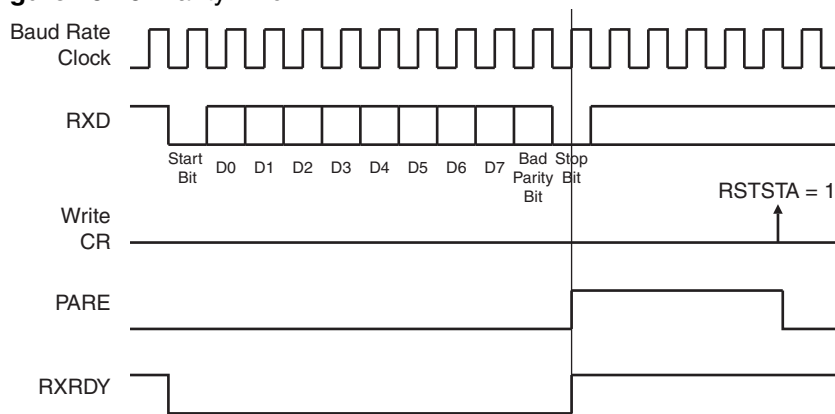 Baud Rate
Clock
RXD
Start
Bit
D0 D1 D2 D3 D4 D5 D6 D7
Bad
Parity
Bit
Stop
Bit
RSTSTA = 1
Write
CR
PARE
RXRDY